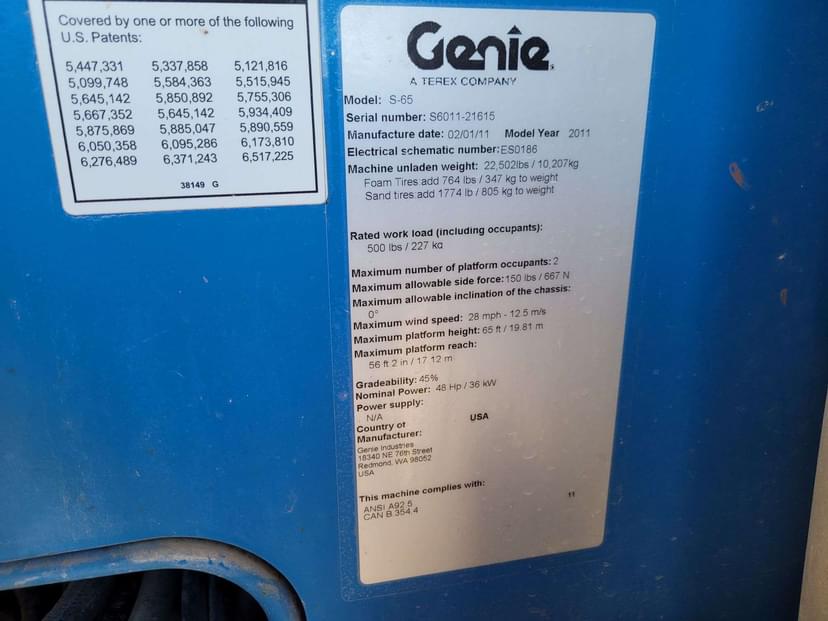 Covered by one or more of the following
U.S. Patents:
5,447,331 5,337,858 5,121,816
5,099,748 5,584,363 5,515,945
5,645,142 5,850,892 5,755,306
5,667,352 5,645,142 5,934,409
5,875,869 5,885,047 5,890,559
6,050,358 6,095,286 6,173,810
6,276,489 6,371,243 6,517,225
38149 G
Genie
A TEREX COMPANY
Model: S-65
Serial number: S6011-21615
Manufacture date: 02/01/11 Model Year 2011
Electrical schematic number:ES0186
Machine unladen weight: 22,502lbs / 10,207kg
Foam Tires:add 764 lbs / 347 kg to weight
Sand tires:add 1774 lb / 805 kg to weight
Rated work load (including occupants):
500 lbs / 227 kg
Maximum number of platform occupants: 2
Maximum allowable side force: 150 lbs / 667 N
Maximum allowable inclination of the chassis:
0°
Maximum wind speed: 28 mph - 12.5 m/s
Maximum platform height: 65 ft / 19.81 m
Maximum platform reach:
56 ft 2 in / 17.12 m
Gradeability: 45%
Nominal Power: 48 Hp / 36 kW
Power supply:
N/A
Country of USA
Manufacturer:
Genie Industries
18340 NE 76th Street
Redmond, WA 98052
USA
This machine complies with: 11
ANSI A92.5
CAN B.354.4